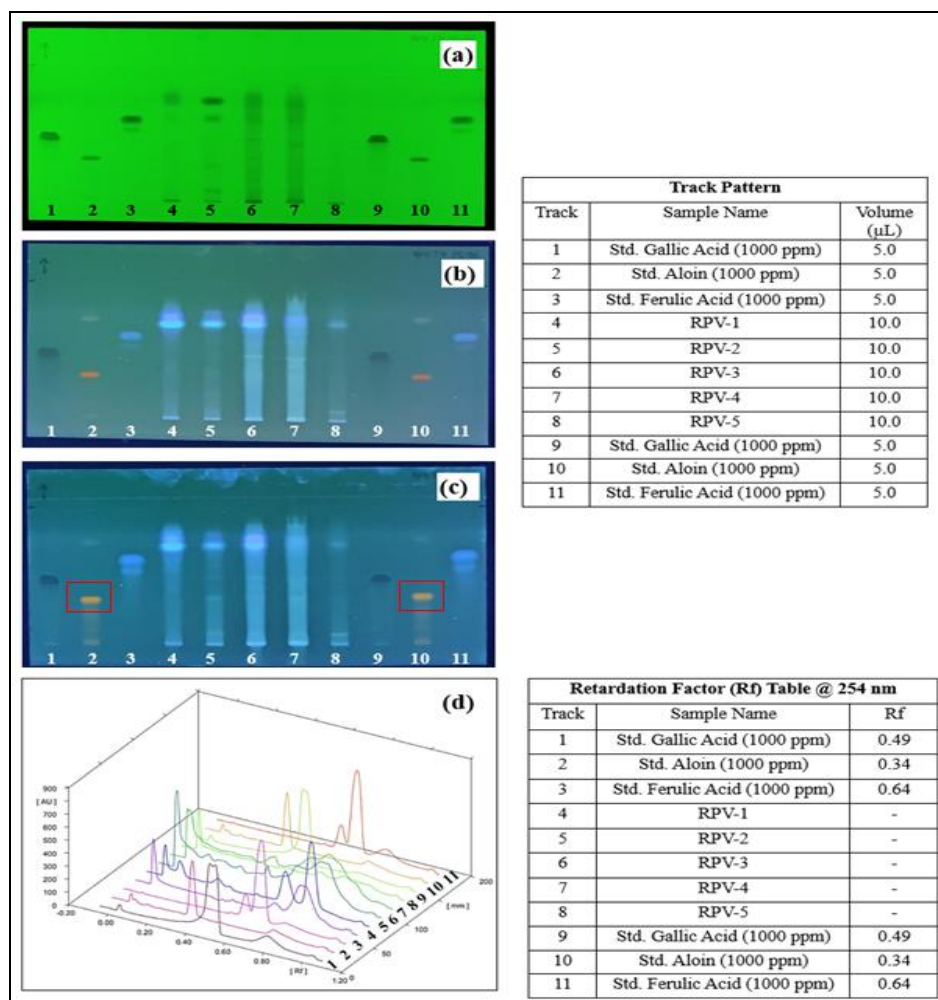 (a)
1 2 3 4 5 6 7 8 9 10 11
(b)
1 2 3 4 5 6 7 8 9 10 11
(c)
1 2 3 4 5 6 7 8 9 10 11
Track Pattern
Track Sample Name Volume
(µL)
1 Std. Gallic Acid (1000 ppm) 5.0
2 Std. Aloin (1000 ppm) 5.0
3 Std. Ferulic Acid (1000 ppm) 5.0
4 RPV-1 10.0
5 RPV-2 10.0
6 RPV-3 10.0
7 RPV-4 10.0
8 RPV-5 10.0
9 Std. Gallic Acid (1000 ppm) 5.0
10 Std. Aloin (1000 ppm) 5.0
11 Std. Ferulic Acid (1000 ppm) 5.0
(d)
900
[ AU ]
700
600
500
400
300
200
100
0
-0.20
0.00
0.20
0.40
0.60
[ Rf ]
0.80
1.20
0
50
100
[ mm ]
200
1 2 3 4 5 6 7 8 9 10 11
Retardation Factor (Rf) Table @ 254 nm
Track Sample Name Rf
1 Std. Gallic Acid (1000 ppm) 0.49
2 Std. Aloin (1000 ppm) 0.34
3 Std. Ferulic Acid (1000 ppm) 0.64
4 RPV-1 -
5 RPV-2 -
6 RPV-3 -
7 RPV-4 -
8 RPV-5 -
9 Std. Gallic Acid (1000 ppm) 0.49
10 Std. Aloin (1000 ppm) 0.34
11 Std. Ferulic Acid (1000 ppm) 0.64